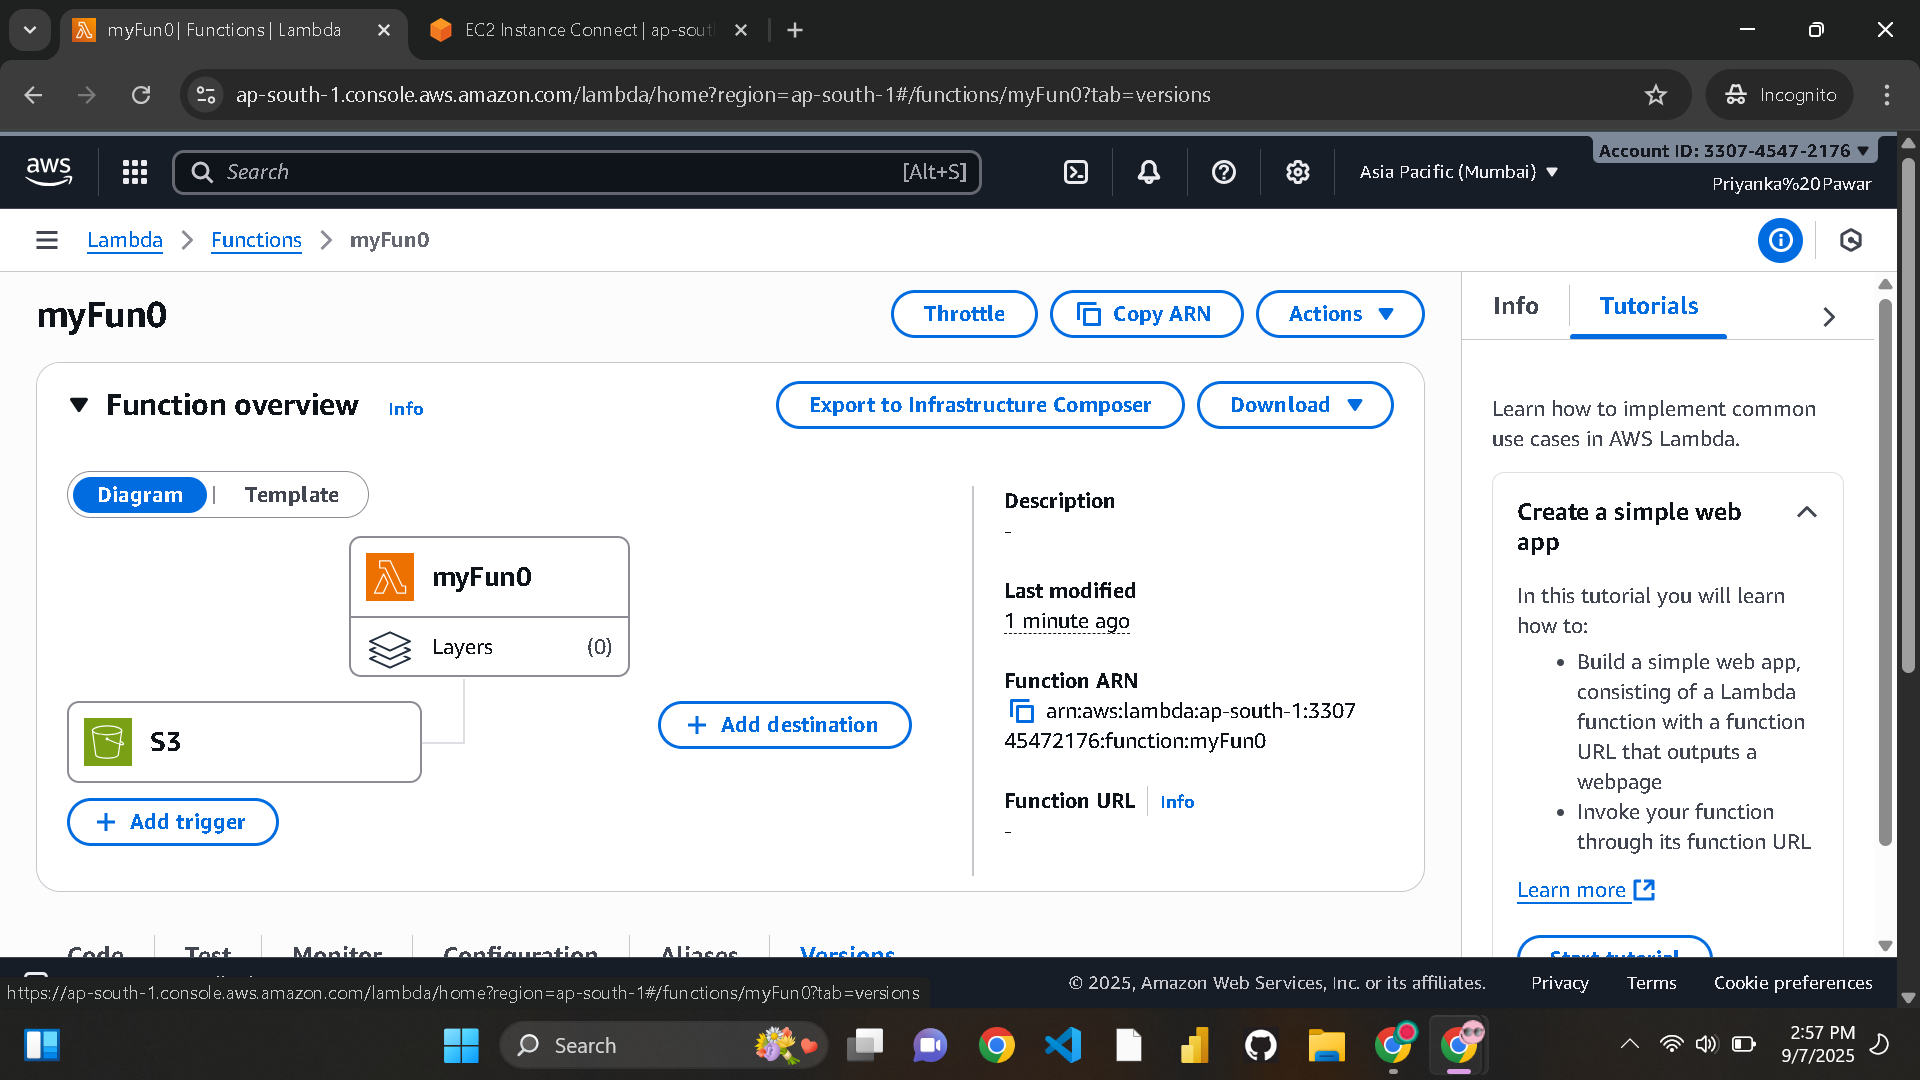 myFun0 | Functions | Lambda
EC2 Instance Connect | ap-sout
ap-south-1.console.aws.amazon.com/lambda/home?region=ap-south-1#/functions/myFun0?tab=versions
Incognito
aws
Search
[Alt+S]
Asia Pacific (Mumbai)
Account ID: 3307-4547-2176
Priyanka%20Pawar
Lambda
Functions
myFun0
myFun0
Throttle
Copy ARN
Actions
Info
Tutorials
Function overview
Info
Export to Infrastructure Composer
Download
Diagram
Template
myFun0
Layers
(0)
S3
Add destination
Add trigger
Description
-
Last modified
1 minute ago
Function ARN
arn:aws:lambda:ap-south-1:3307
45472176:function:myFun0
Function URL
Info
-
Learn how to implement common
use cases in AWS Lambda.
Create a simple web
app
In this tutorial you will learn
how to:
• Build a simple web app,
consisting of a Lambda
function with a function
URL that outputs a
webpage
• Invoke your function
through its function URL
Learn more
Start tutorial
Code
Test
Monitor
Configuration
Aliases
Versions
https://ap-south-1.console.aws.amazon.com/lambda/home?region=ap-south-1#/functions/myFun0?tab=versions
© 2025, Amazon Web Services, Inc. or its affiliates.
Privacy
Terms
Cookie preferences
Search
2:57 PM
9/7/2025